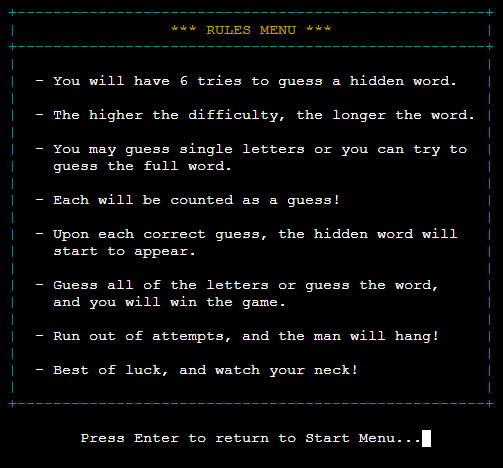 *** RULES MENU ***
- You will have 6 tries to guess a hidden word.
- The higher the difficulty, the longer the word.
- You may guess single letters or you can try to
guess the full word.
- Each will be counted as a guess!
- Upon each correct guess, the hidden word will
start to appear.
- Guess all of the letters or guess the word,
and you will win the game.
- Run out of attempts, and the man will hang!
- Best of luck, and watch your neck!
Press Enter to return to Start Menu...